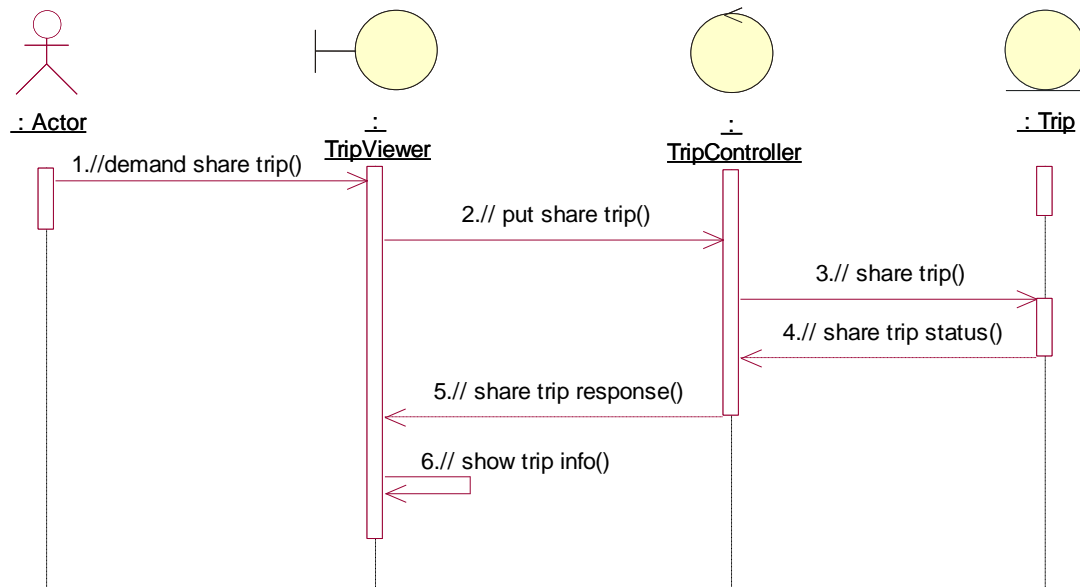 : Actor
:
TripViewer
:
TripController
: Trip
1.//demand share trip()
2.// put share trip()
3.// share trip()
4.// share trip status()
5.// share trip response()
6.// show trip info()